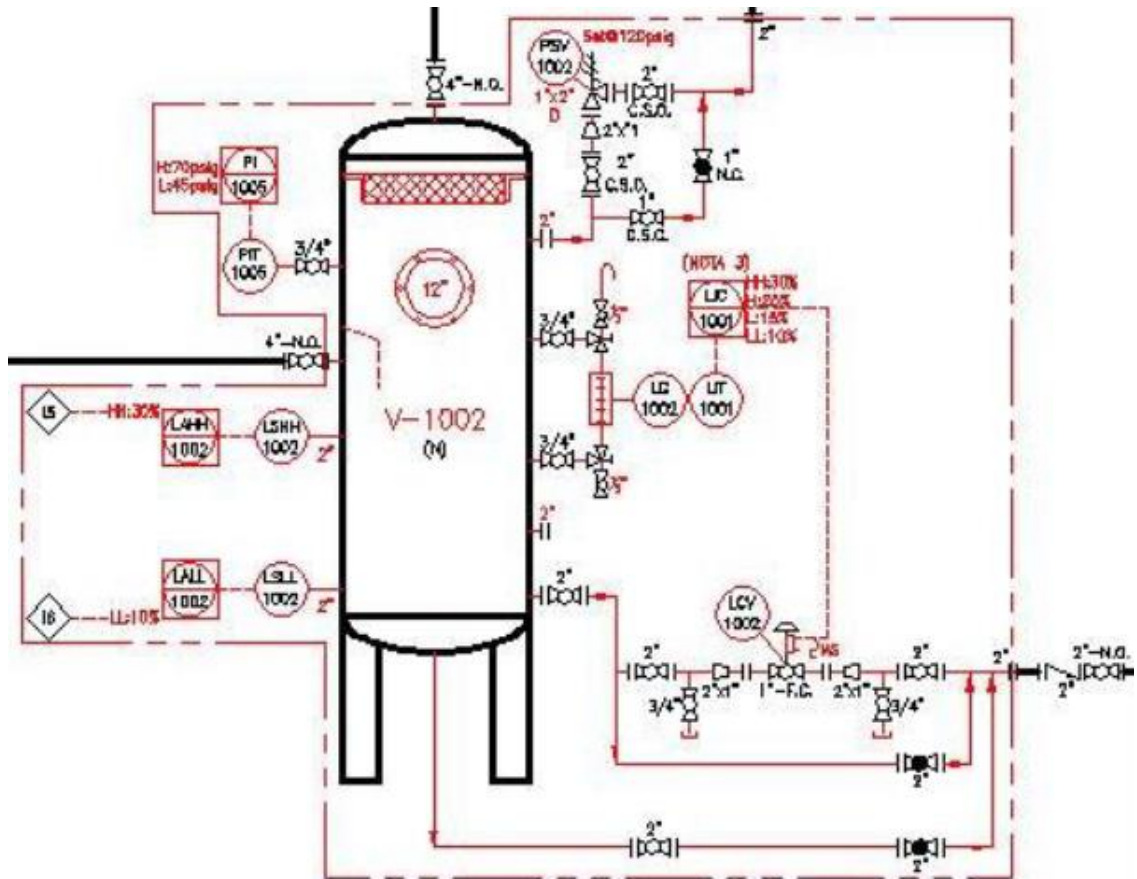 PSV
1002
Set@120psig
2"
4"-N.O.
2"
C.S.O.
1"x2"
D
2"x1"
2"
C.S.O.
1"
N.C.
1"
C.S.O.
H:70psig
L:45psig
PI
1005
PIT
1005
3/4"
2"
12"
(NOTA 3)
LIC
1001
HH:30%
L:15%
LL:10%
3/4"
4"-N.O.
LG
1002
LIT
1001
I5
HH:30%
LAHH
1002
LSHH
1002
2"
V-1002
(N)
3/4"
2"
2"
LALL
1002
LSLL
1002
2"
I6
LL:10%
LCV
1002
2"
2"x1"
1"-F.C.
2"x1"
2"
2"
2"-N.O.
2"
3/4"
3/4"
2"
2"
2"